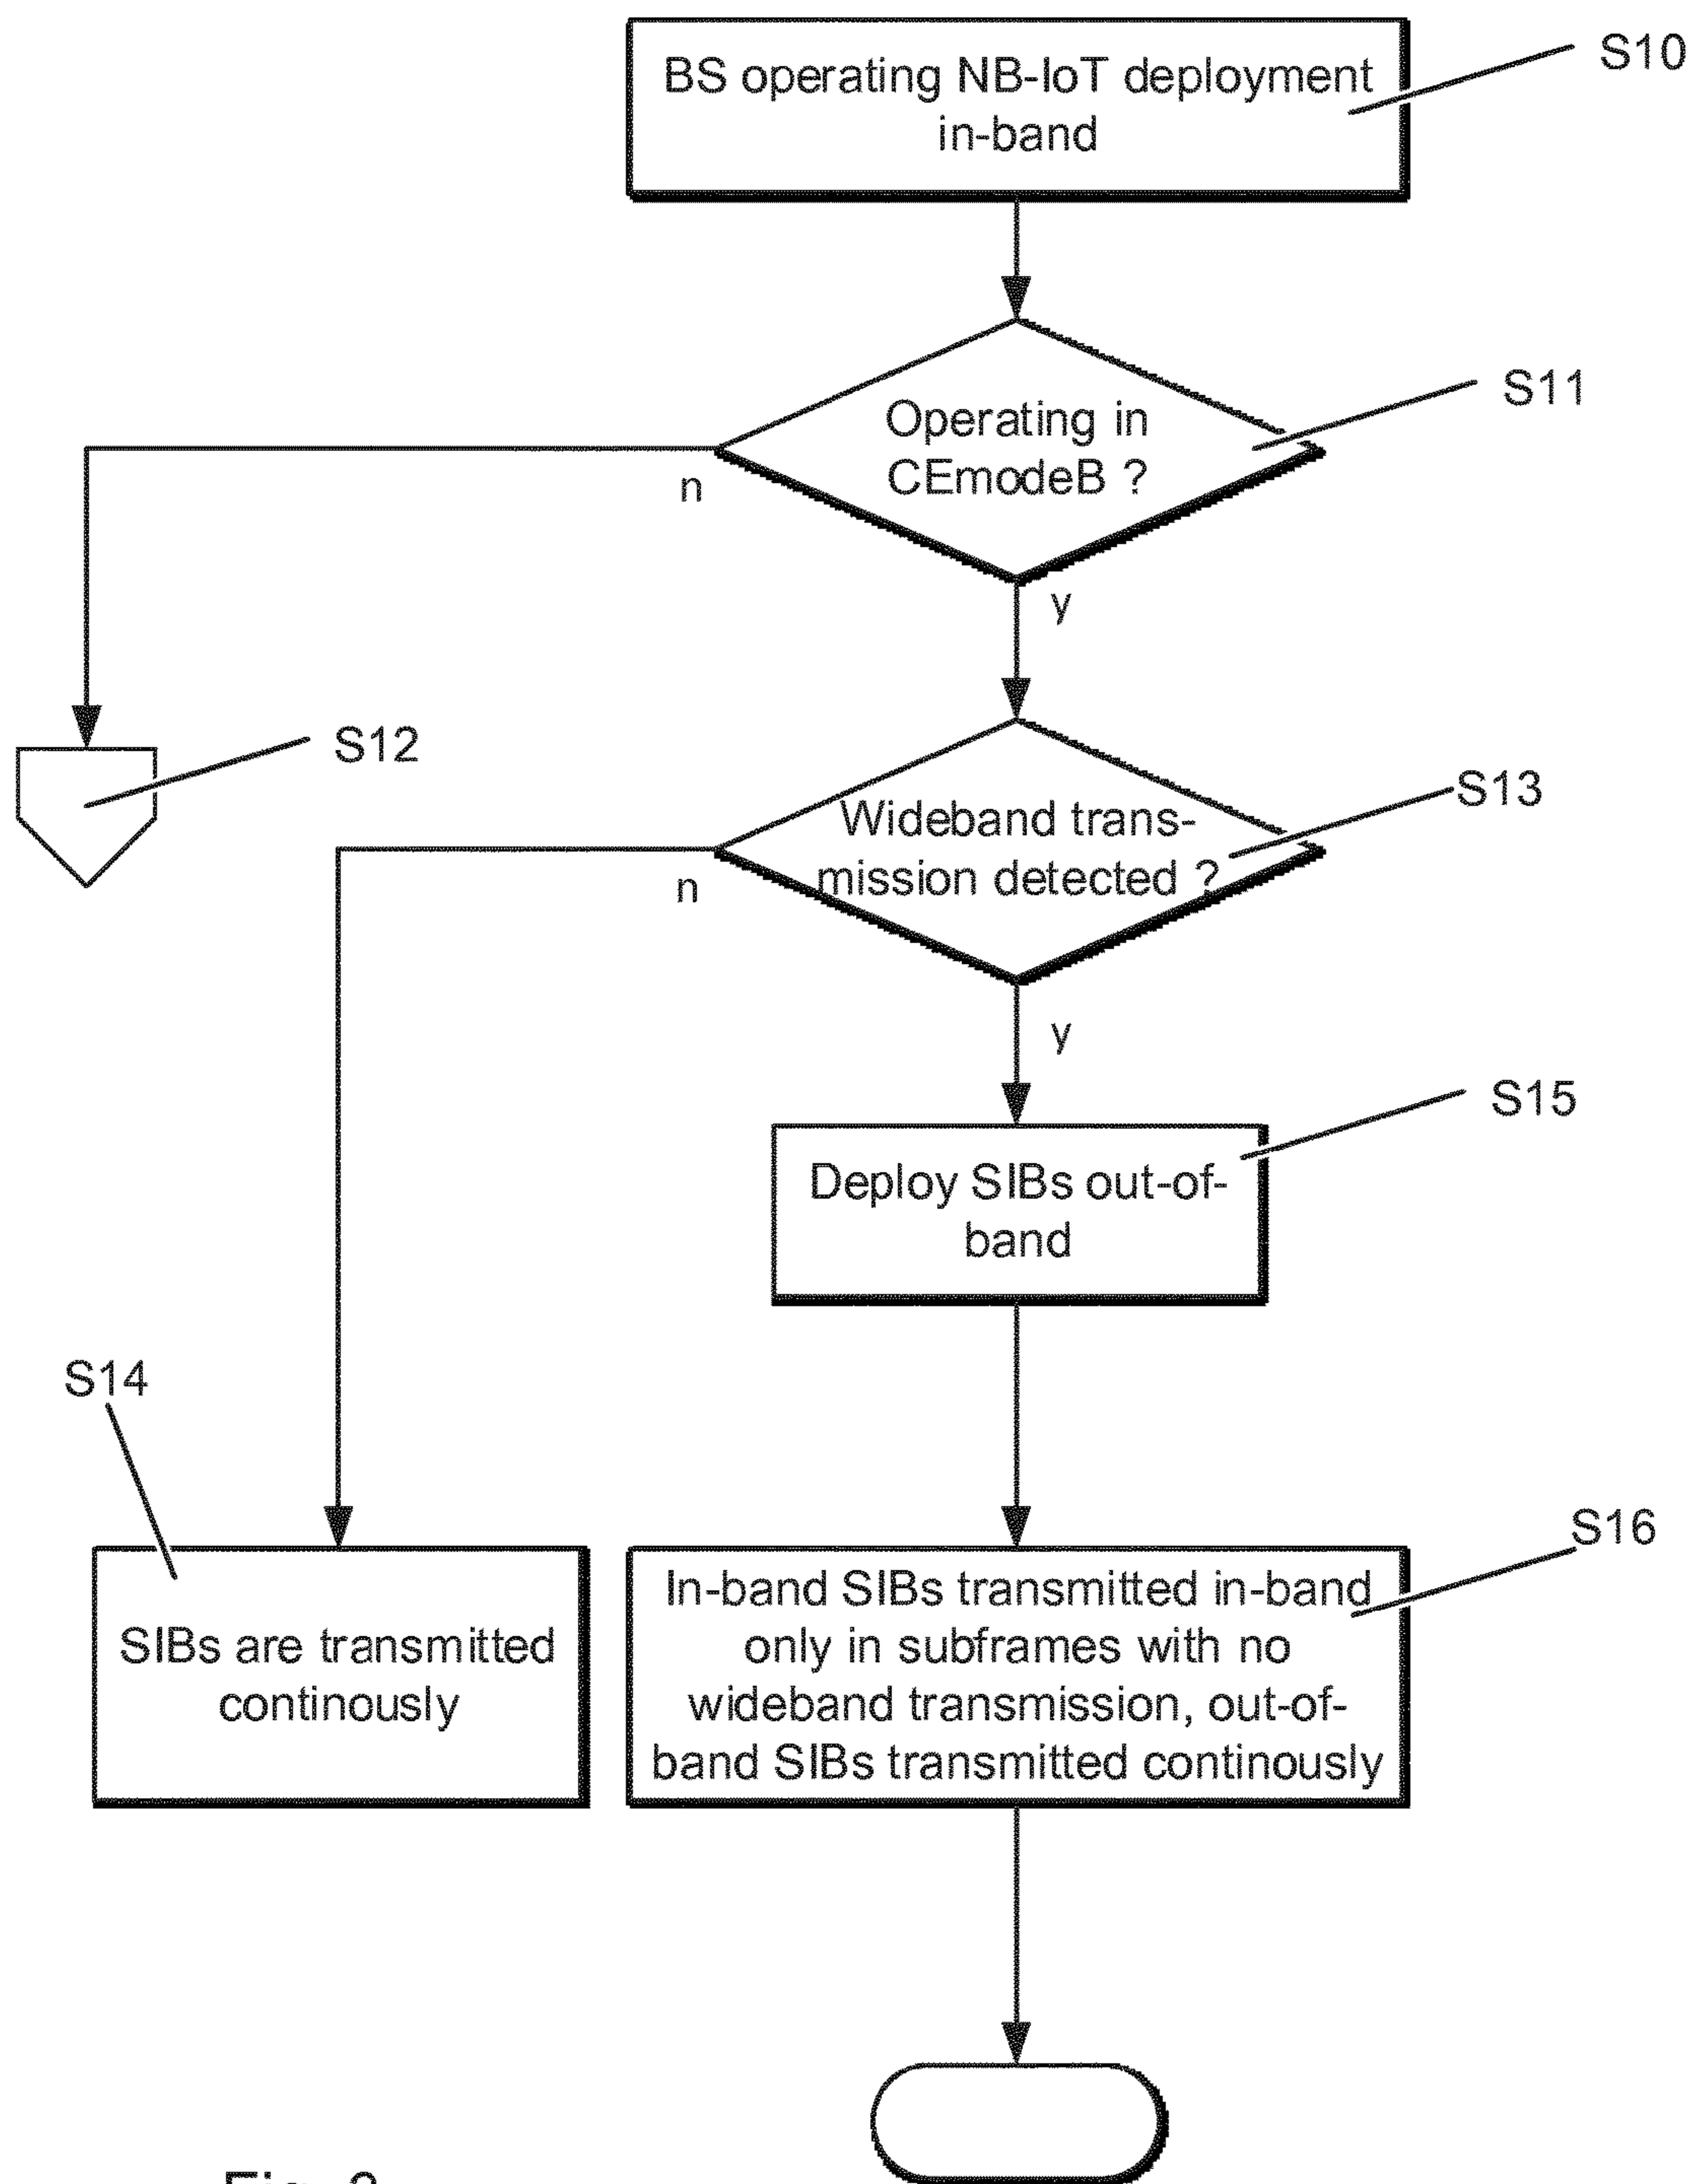 BS operating NB-IoT deployment
in-band
S10
Operating in
CEmodeB ?
S11
n
y
S12
Wideband trans-
mission detected ?
S13
n
y
Deploy SIBs out-of-
band
S15
S14
SIBs are transmitted
continously
In-band SIBs transmitted in-band
only in subframes with no
wideband transmission, out-of-
band SIBs transmitted continously
S16